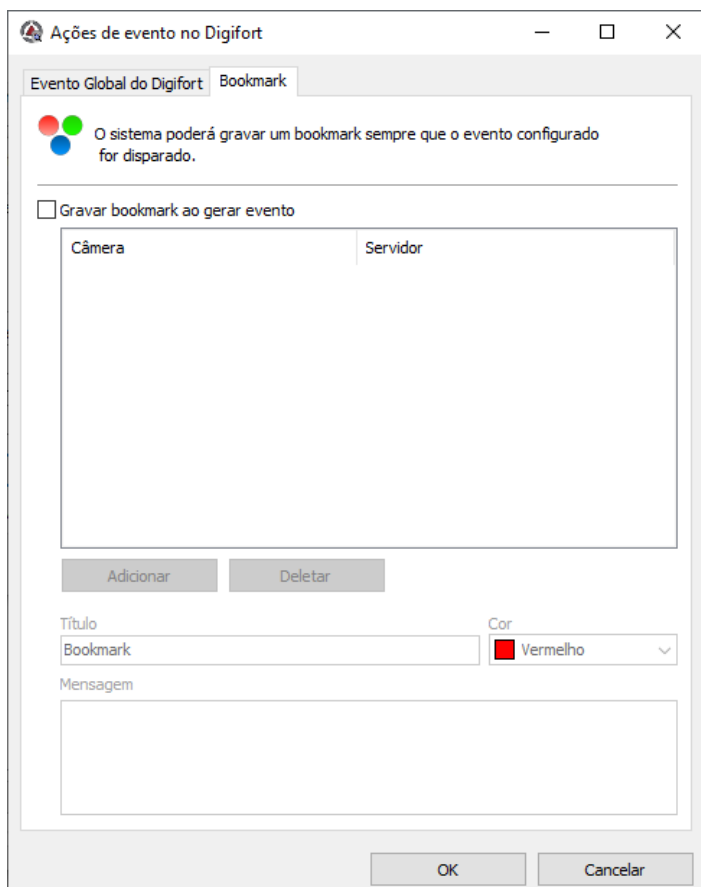 Ações de evento no Digifort
Evento Global do Digifort Bookmark
O sistema poderá gravar um bookmark sempre que o evento configurado
for disparado.
Gravar bookmark ao gerar evento
Câmera Servidor
Adicionar Deletar
Título Cor
Bookmark Vermelho
Mensagem
OK Cancelar